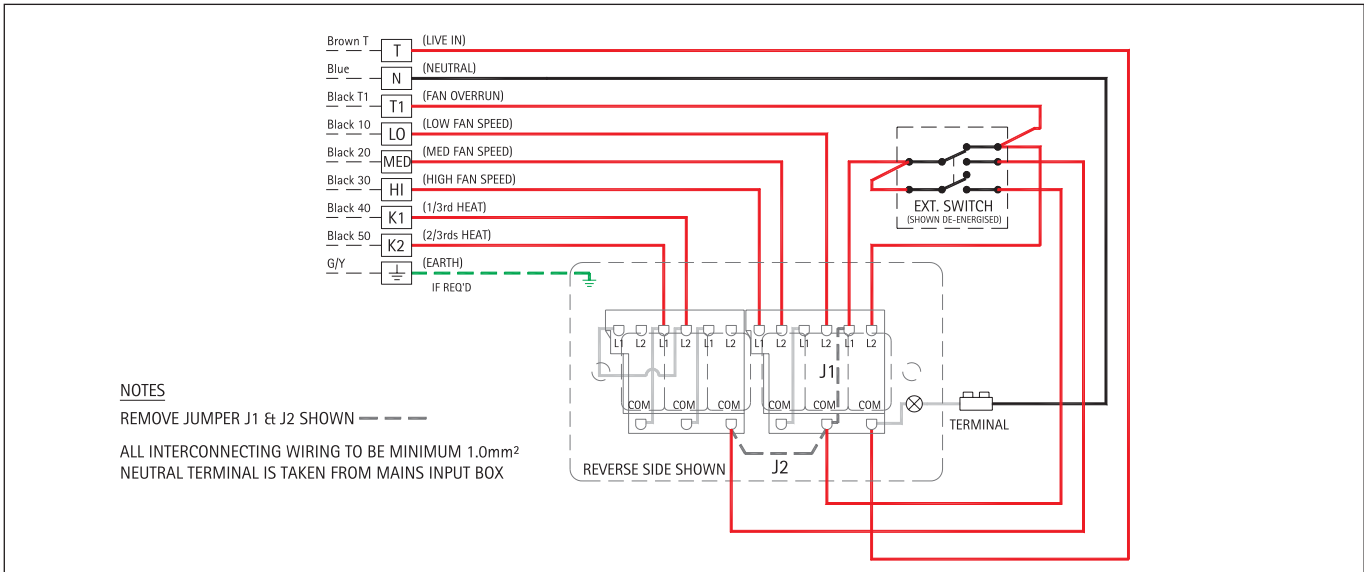 Brown T T (LIVE IN)
Blue N (NEUTRAL)
Black T1 T1 (FAN OVERRUN)
Black 10 LO (LOW FAN SPEED)
Black 20 MED (MED FAN SPEED)
Black 30 HI (HIGH FAN SPEED)
Black 40 K1 (1/3rd HEAT)
Black 50 K2 (2/3rds HEAT)
G/Y (EARTH)
IF REQ'D
EXT. SWITCH
(SHOWN DE-ENERGISED)
L1 L2 L1 L2 L1 L2 L1 L2 L1 L2 L1 L2
J1
COM COM COM COM COM COM
TERMINAL
REVERSE SIDE SHOWN
J2
NOTES
REMOVE JUMPER J1 & J2 SHOWN
ALL INTERCONNECTING WIRING TO BE MINIMUM 1.0mm²
NEUTRAL TERMINAL IS TAKEN FROM MAINS INPUT BOX